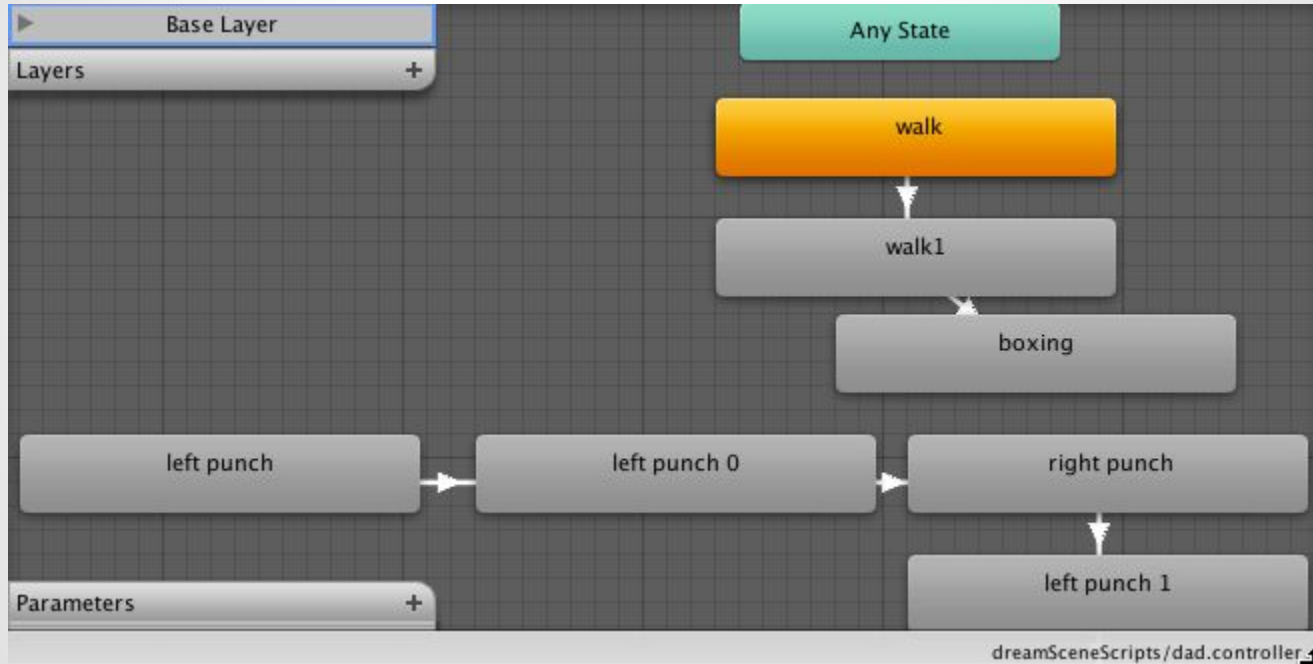 Base Layer
Layers +
Any State
walk
walk1
boxing
left punch
left punch 0
right punch
left punch 1
Parameters +
dreamSceneScripts/dad.controller